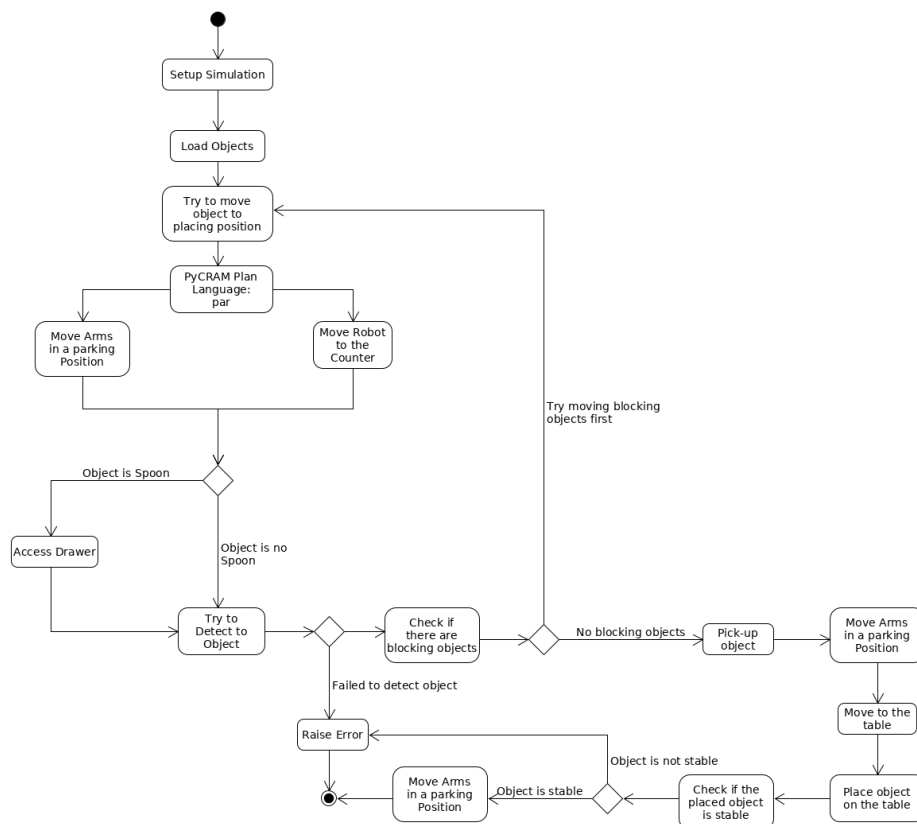 Setup Simulation
Load Objects
Try to move
object to
placing position
PyCRAM Plan
Language:
par
Move Arms
in a parking
Position
Move Robot
to the
Counter
Try moving blocking
objects first
Object is Spoon
Access Drawer
Object is no
Spoon
Try to
Detect to
Object
Check if
there are
blocking objects
No blocking objects
Pick-up
object
Move Arms
in a parking
Position
Failed to detect object
Move to the
table
Raise Error
Object is not stable
Move Arms
in a parking
Position
Object is stable
Check if the
placed object
is stable
Place object
on the table